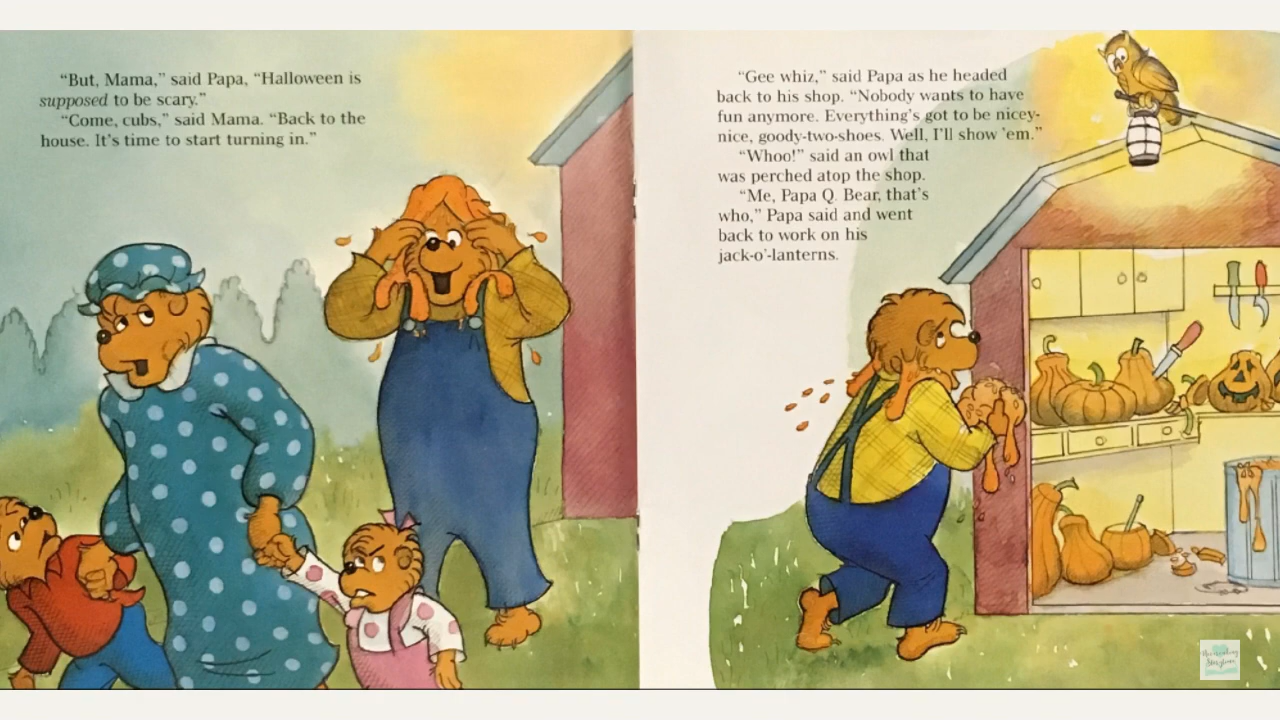 “But, Mama,” said Papa, “Halloween is
supposed to be scary.”
“Come, cubs,” said Mama. “Back to the
house. It’s time to start turning in.”
“Gee whiz,” said Papa as he headed
back to his shop. “Nobody wants to have
fun anymore. Everything’s got to be nicey-
nice, goody-two-shoes. Well, I’ll show ’em.”
“Whoo!” said an owl that
was perched atop the shop.
“Me, Papa Q. Bear, that’s
who,” Papa said and went
back to work on his
jack-o’-lanterns.
Storytime